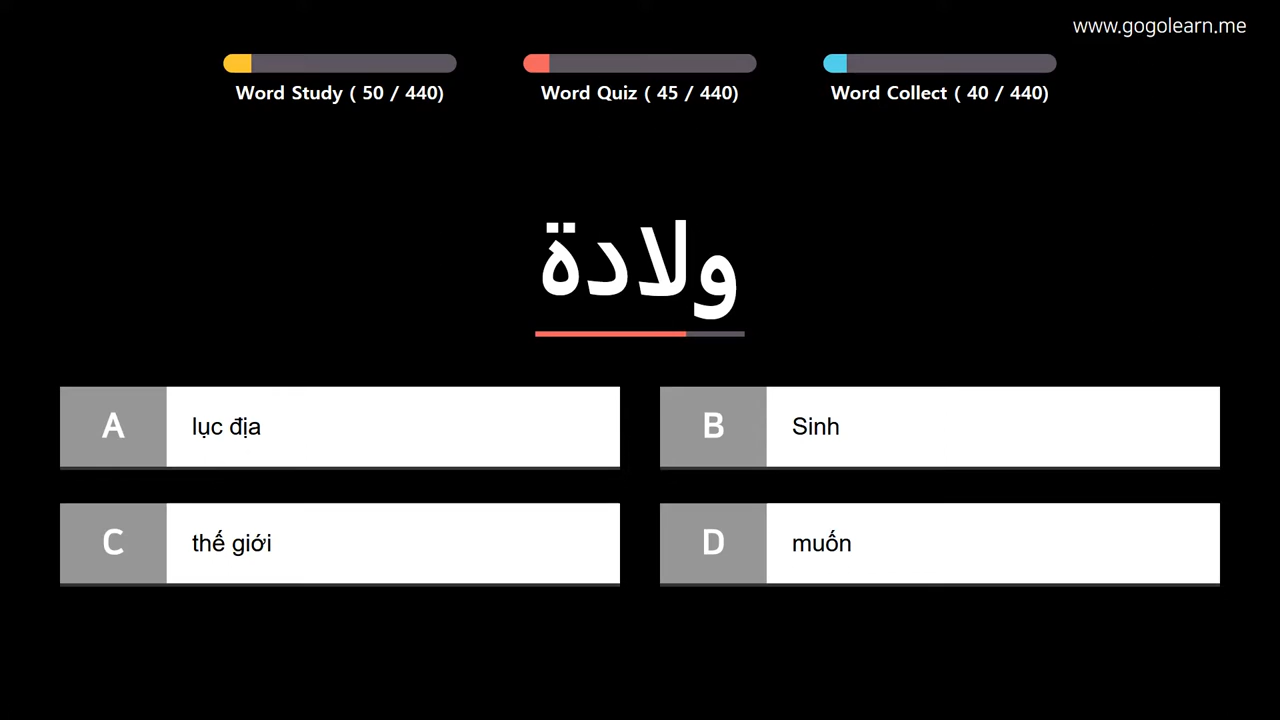 www.gogolearn.me
Word Study ( 50 / 440)
Word Quiz ( 45 / 440)
Word Collect ( 40 / 440)
ولادة
A
lục địa
B
Sinh
C
thế giới
D
muốn